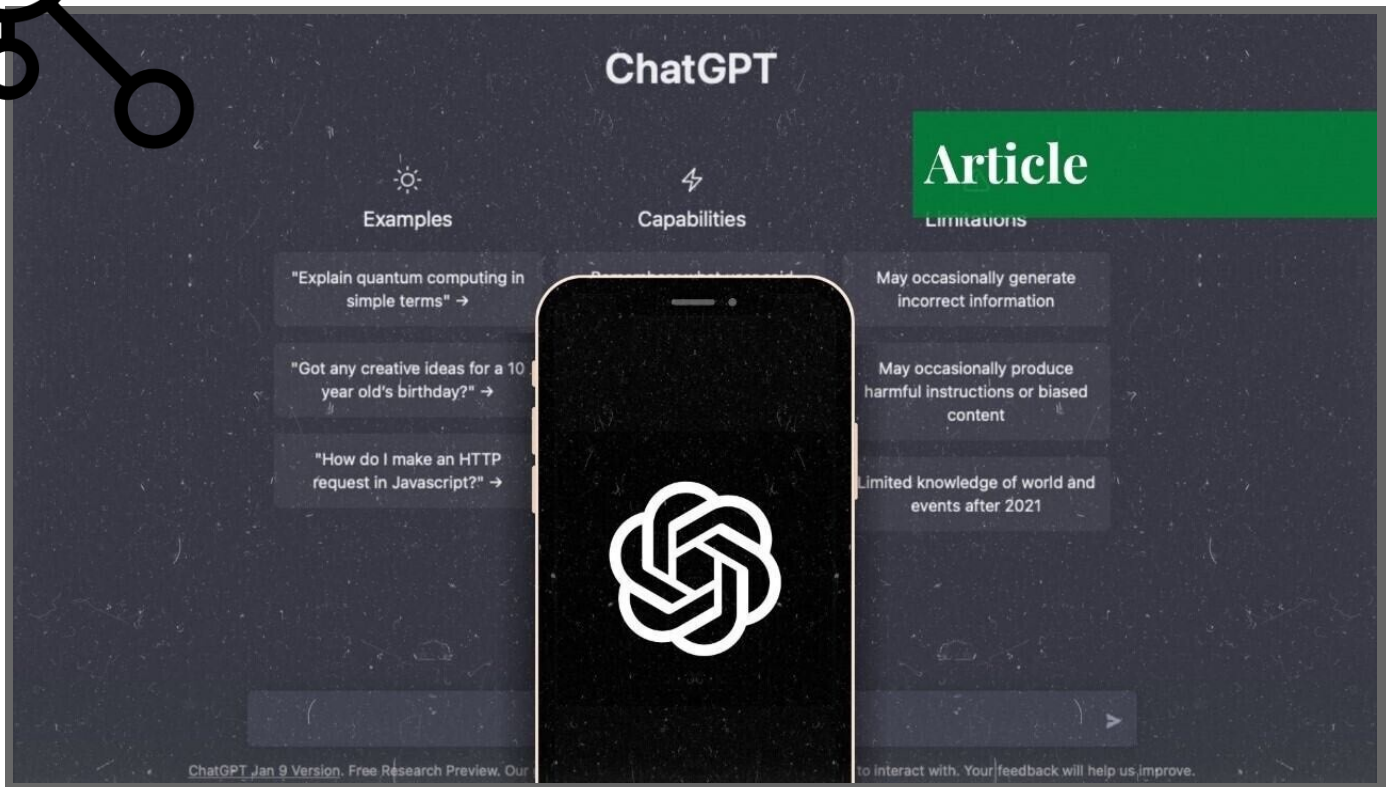 ChatGPT
Article
Examples
Capabilities
Limitations
"Explain quantum computing in
simple terms" →
"Got any creative ideas for a 10
year old's birthday?" →
"How do I make an HTTP
request in Javascript?" →
May occasionally generate
incorrect information
May occasionally produce
harmful instructions or biased
content
Limited knowledge of world and
events after 2021
ChatGPT Jan 9 Version. Free Research Preview. Our
to interact with. Your feedback will help us improve.